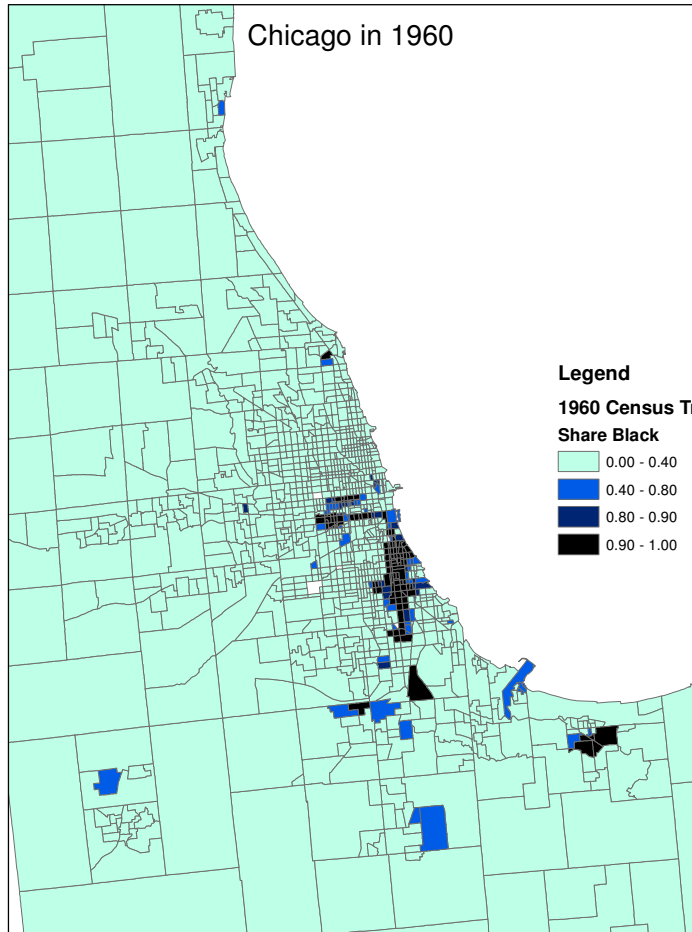 Chicago in 1960
Legend
1960 Census Tr
Share Black
0.00 - 0.40
0.40 - 0.80
0.80 - 0.90
0.90 - 1.00